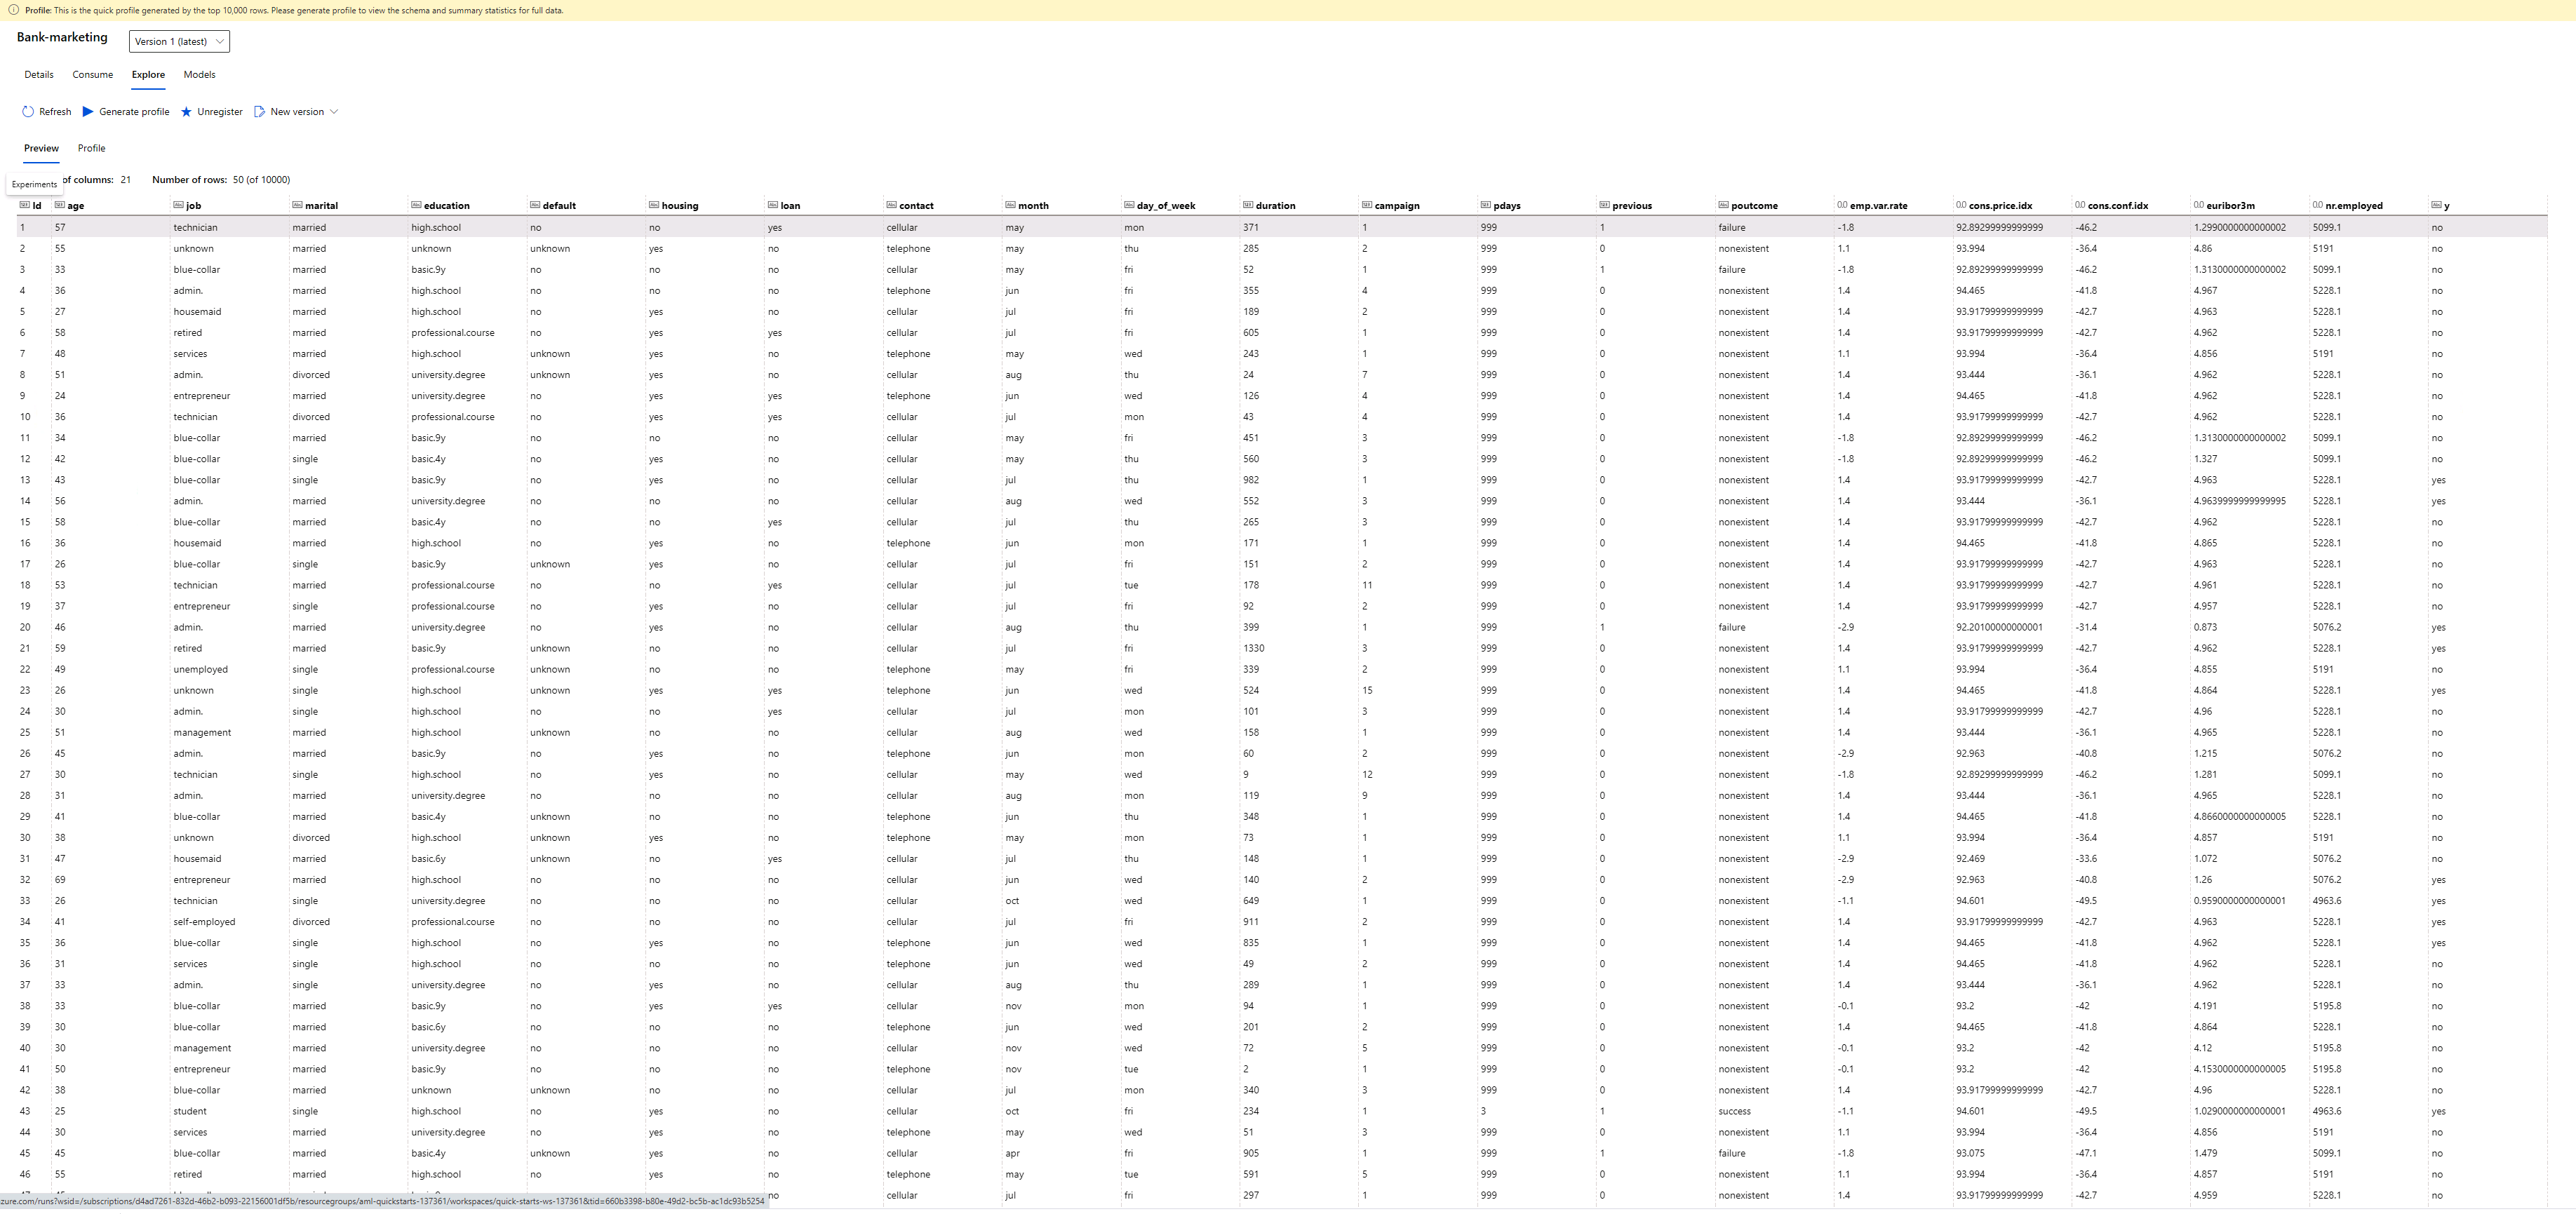 Profile: This is the quick profile generated by the top 10,000 rows. Please generate profile to view the schema and summary statistics for full data.
Bank-marketing Version 1 (latest)
Details Consume Explore Models
Refresh Generate profile Unregister New version
Preview Profile
Experiments of columns: 21 Number of rows: 50 (of 10000)
Id age job marital education default housing loan contact month day_of_week duration campaign pdays previous poutcome emp.var.rate cons.price.idx cons.conf.idx euribor3m nr.employed y
1 57 technician married high.school no no yes cellular may mon 371 1 999 1 failure -1.8 92.89299999999999 -46.2 1.2990000000000002 5099.1 no
2 55 unknown married unknown unknown yes no telephone may thu 285 2 999 0 nonexistent 1.1 93.994 -36.4 4.86 5191 no
3 33 blue-collar married basic.9y no no no cellular may fri 52 1 999 1 failure -1.8 92.89299999999999 -46.2 1.3130000000000002 5099.1 no
4 36 admin. married high.school no no no telephone jun fri 355 4 999 0 nonexistent 1.4 94.465 -41.8 4.967 5228.1 no
5 27 housemaid married high.school no yes no cellular jul fri 189 2 999 0 nonexistent 1.4 93.91799999999999 -42.7 4.963 5228.1 no
6 58 retired married professional.course no yes yes cellular jul fri 605 1 999 0 nonexistent 1.4 93.91799999999999 -42.7 4.962 5228.1 no
7 48 services married high.school unknown yes no telephone may wed 243 1 999 0 nonexistent 1.1 93.994 -36.4 4.856 5191 no
8 51 admin. divorced university.degree unknown yes no cellular aug thu 24 7 999 0 nonexistent 1.4 93.444 -36.1 4.962 5228.1 no
9 24 entrepreneur married university.degree no yes yes telephone jun wed 126 4 999 0 nonexistent 1.4 94.465 -41.8 4.962 5228.1 no
10 36 technician divorced professional.course no yes yes cellular jul mon 43 4 999 0 nonexistent 1.4 93.91799999999999 -42.7 4.962 5228.1 no
11 34 blue-collar married basic.9y no no no cellular may fri 451 3 999 0 nonexistent -1.8 92.89299999999999 -46.2 1.3130000000000002 5099.1 no
12 42 blue-collar single basic.4y no yes no cellular may thu 560 3 999 0 nonexistent -1.8 92.89299999999999 -46.2 1.327 5099.1 no
13 43 blue-collar single basic.9y no yes no cellular jul thu 982 1 999 0 nonexistent 1.4 93.91799999999999 -42.7 4.963 5228.1 yes
14 56 admin. married university.degree no no no cellular aug wed 552 3 999 0 nonexistent 1.4 93.444 -36.1 4.9639999999999995 5228.1 yes
15 58 blue-collar married basic.4y no no yes cellular jul thu 265 3 999 0 nonexistent 1.4 93.91799999999999 -42.7 4.962 5228.1 no
16 36 housemaid married high.school no yes no telephone jun mon 171 1 999 0 nonexistent 1.4 94.465 -41.8 4.865 5228.1 no
17 26 blue-collar single basic.9y unknown yes no cellular jul fri 151 2 999 0 nonexistent 1.4 93.91799999999999 -42.7 4.963 5228.1 no
18 53 technician married professional.course no no yes cellular jul tue 178 11 999 0 nonexistent 1.4 93.91799999999999 -42.7 4.961 5228.1 no
19 37 entrepreneur single professional.course no yes no cellular jul fri 92 2 999 0 nonexistent 1.4 93.91799999999999 -42.7 4.957 5228.1 no
20 46 admin. married university.degree no yes no cellular aug thu 399 1 999 1 failure -2.9 92.20100000000001 -31.4 0.873 5076.2 yes
21 59 retired married basic.9y unknown no no cellular jul fri 1330 3 999 0 nonexistent 1.4 93.91799999999999 -42.7 4.962 5228.1 yes
22 49 unemployed single professional.course unknown no no telephone may fri 339 2 999 0 nonexistent 1.1 93.994 -36.4 4.855 5191 no
23 26 unknown single high.school unknown yes yes telephone jun wed 524 15 999 0 nonexistent 1.4 94.465 -41.8 4.864 5228.1 yes
24 30 admin. single high.school no no yes cellular jul mon 101 3 999 0 nonexistent 1.4 93.91799999999999 -42.7 4.96 5228.1 no
25 51 management married high.school unknown no no cellular aug wed 158 1 999 0 nonexistent 1.4 93.444 -36.1 4.965 5228.1 no
26 45 admin. married basic.9y no yes no telephone jun mon 60 2 999 0 nonexistent -2.9 92.963 -40.8 1.215 5076.2 no
27 30 technician single high.school no yes no cellular may wed 9 12 999 0 nonexistent -1.8 92.89299999999999 -46.2 1.281 5099.1 no
28 31 admin. married university.degree no no no cellular aug mon 119 9 999 0 nonexistent 1.4 93.444 -36.1 4.965 5228.1 no
29 41 blue-collar married basic.4y unknown no no telephone jun thu 348 1 999 0 nonexistent 1.4 94.465 -41.8 4.8660000000000005 5228.1 no
30 38 unknown divorced high.school unknown yes no telephone may mon 73 1 999 0 nonexistent 1.1 93.994 -36.4 4.857 5191 no
31 47 housemaid married basic.6y unknown no yes cellular jul thu 148 1 999 0 nonexistent -2.9 92.469 -33.6 1.072 5076.2 no
32 69 entrepreneur married high.school no no no cellular jun wed 140 2 999 0 nonexistent -2.9 92.963 -40.8 1.26 5076.2 yes
33 26 technician single university.degree no no no cellular oct wed 649 1 999 0 nonexistent -1.1 94.601 -49.5 0.9590000000000001 4963.6 yes
34 41 self-employed divorced professional.course no no no cellular jul fri 911 2 999 0 nonexistent 1.4 93.91799999999999 -42.7 4.963 5228.1 yes
35 36 blue-collar single high.school no yes no telephone jun wed 835 1 999 0 nonexistent 1.4 94.465 -41.8 4.962 5228.1 yes
36 31 services single high.school no no no telephone jun wed 49 2 999 0 nonexistent 1.4 94.465 -41.8 4.962 5228.1 no
37 33 admin. single university.degree no yes no cellular aug thu 289 1 999 0 nonexistent 1.4 93.444 -36.1 4.962 5228.1 no
38 33 blue-collar married basic.9y no yes yes cellular nov mon 94 1 999 0 nonexistent -0.1 93.2 -42 4.191 5195.8 no
39 30 blue-collar married basic.6y no no no telephone jun wed 201 2 999 0 nonexistent 1.4 94.465 -41.8 4.864 5228.1 no
40 30 management married university.degree no no no cellular nov wed 72 5 999 0 nonexistent -0.1 93.2 -42 4.12 5195.8 no
41 50 entrepreneur married basic.9y no no no telephone nov tue 2 1 999 0 nonexistent -0.1 93.2 -42 4.1530000000000005 5195.8 no
42 38 blue-collar married unknown unknown no no cellular jul mon 340 3 999 0 nonexistent 1.4 93.91799999999999 -42.7 4.96 5228.1 no
43 25 student single high.school no yes no cellular oct fri 234 1 3 1 success -1.1 94.601 -49.5 1.0290000000000001 4963.6 yes
44 30 services married university.degree no yes no telephone may wed 51 3 999 0 nonexistent 1.1 93.994 -36.4 4.856 5191 no
45 45 blue-collar married basic.4y unknown yes no cellular apr fri 905 1 999 1 failure -1.8 93.075 -47.1 1.479 5099.1 no
46 55 retired married high.school no yes no telephone may tue 591 5 999 0 nonexistent 1.1 93.994 -36.4 4.857 5191 no
no cellular jul fri 297 1 999 0 nonexistent 1.4 93.91799999999999 -42.7 4.959 5228.1 no
zure.com/runs?wsid=/subscriptions/d4ad7261-832d-46b2-b093-22156001df5b/resourcegroups/aml-quickstarts-137361/workspaces/quick-starts-ws-137361&tid=660b3398-b80e-49d2-bc5b-ac1dc93b5254